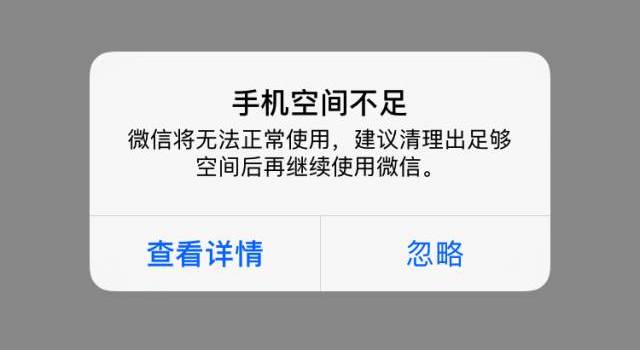 手机空间不足
微信将无法正常使用，建议清理出足够
空间后再继续使用微信。
查看详情
忽略